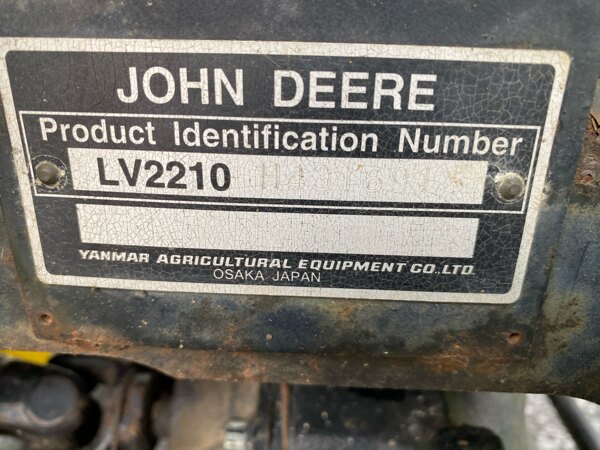 JOHN DEERE
Product Identification Number
LV2210
YANMAR AGRICULTURAL EQUIPMENT CO.,LTD.
OSAKA JAPAN